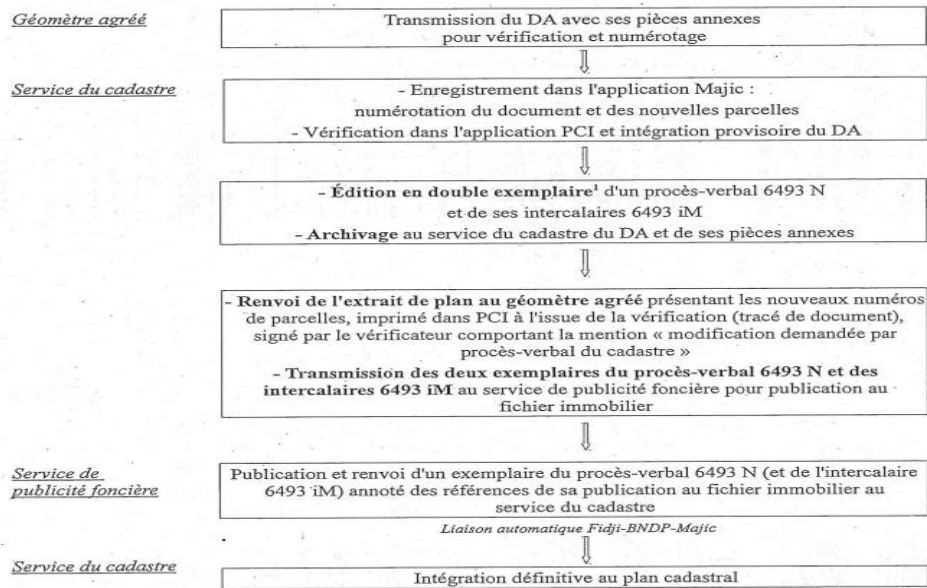 Géomètre agréé
Transmission du DA avec ses pièces annexes
pour vérification et numérotage
Service du cadastre
- Enregistrement dans l'application Majic :
numérotation du document et des nouvelles parcelles
- Vérification dans l'application PCI et intégration provisoire du DA
- Édition en double exemplaire¹ d'un procès-verbal 6493 N
et de ses intercalaires 6493 iM
- Archivage au service du cadastre du DA et de ses pièces annexes
- Renvoi de l'extrait de plan au géomètre agréé présentant les nouveaux numéros
de parcelles, imprimé dans PCI à l'issue de la vérification (tracé de document),
signé par le vérificateur comportant la mention « modification demandée par
procès-verbal du cadastre »
- Transmission des deux exemplaires du procès-verbal 6493 N et des
intercalaires 6493 iM au service de publicité foncière pour publication au
fichier immobilier
Service de
publicité foncière
Publication et renvoi d'un exemplaire du procès-verbal 6493 N (et de l'intercalaire
6493 iM) annoté des références de sa publication au fichier immobilier au
service du cadastre
Liaison automatique Fidji-BNDP-Majic
Service du cadastre
Intégration définitive au plan cadastral